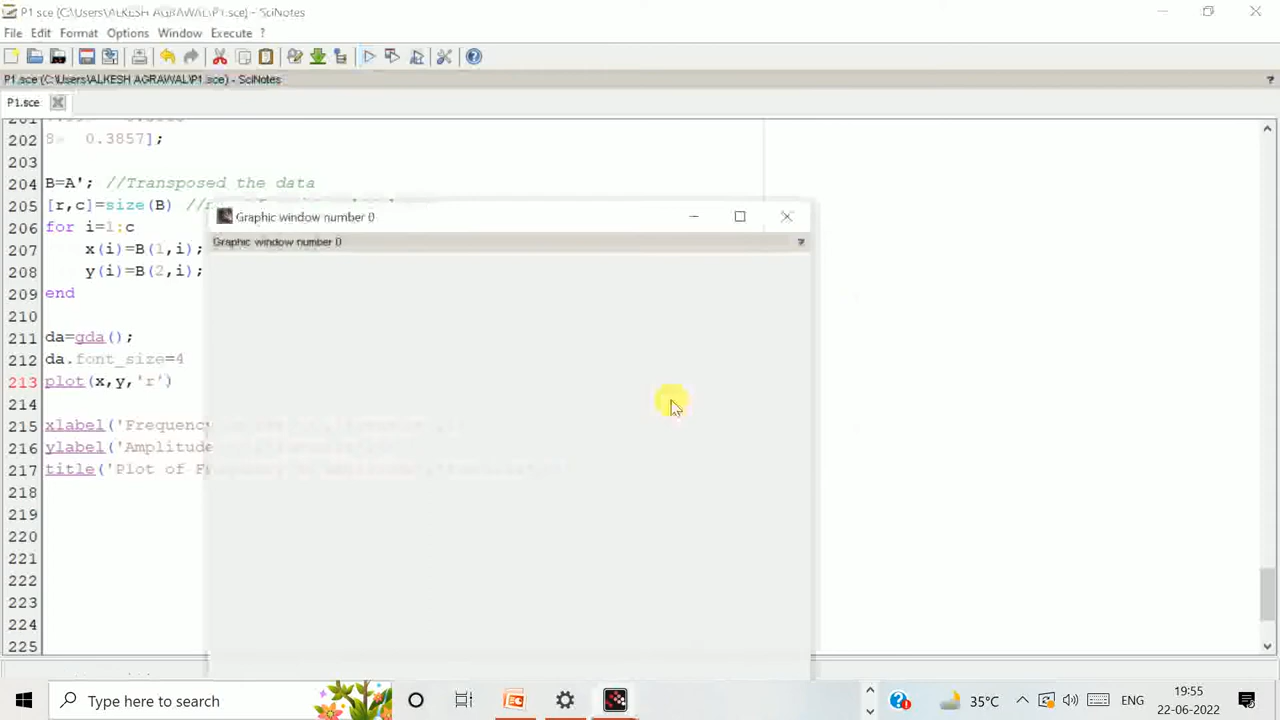 P1.sce (C:\Users\ALKESH AGRAWAL\P1.sce) - SciNotes
File Edit Format Options Window Execute ?
P1.sce (C:\Users\ALKESH AGRAWAL\P1.sce) - SciNotes ?
P1.sce
201
202 8 0.3857];
203
204 B=A'; //Transposed the data
205 [r,c]=size(B) //
206 for i=1:c
207 x(i)=B(1,i);
208 y(i)=B(2,i);
209 end
210
211 da=gda();
212 da.font_size=4
213 plot(x,y,'r')
214
215 xlabel('Frequency
216 ylabel('Amplitude
217 title('Plot of
218
219
220
221
222
223
224
225
Graphic window number 0
Graphic window number 0 ?
Type here to search
35°C
ENG
19:55
22-06-2022